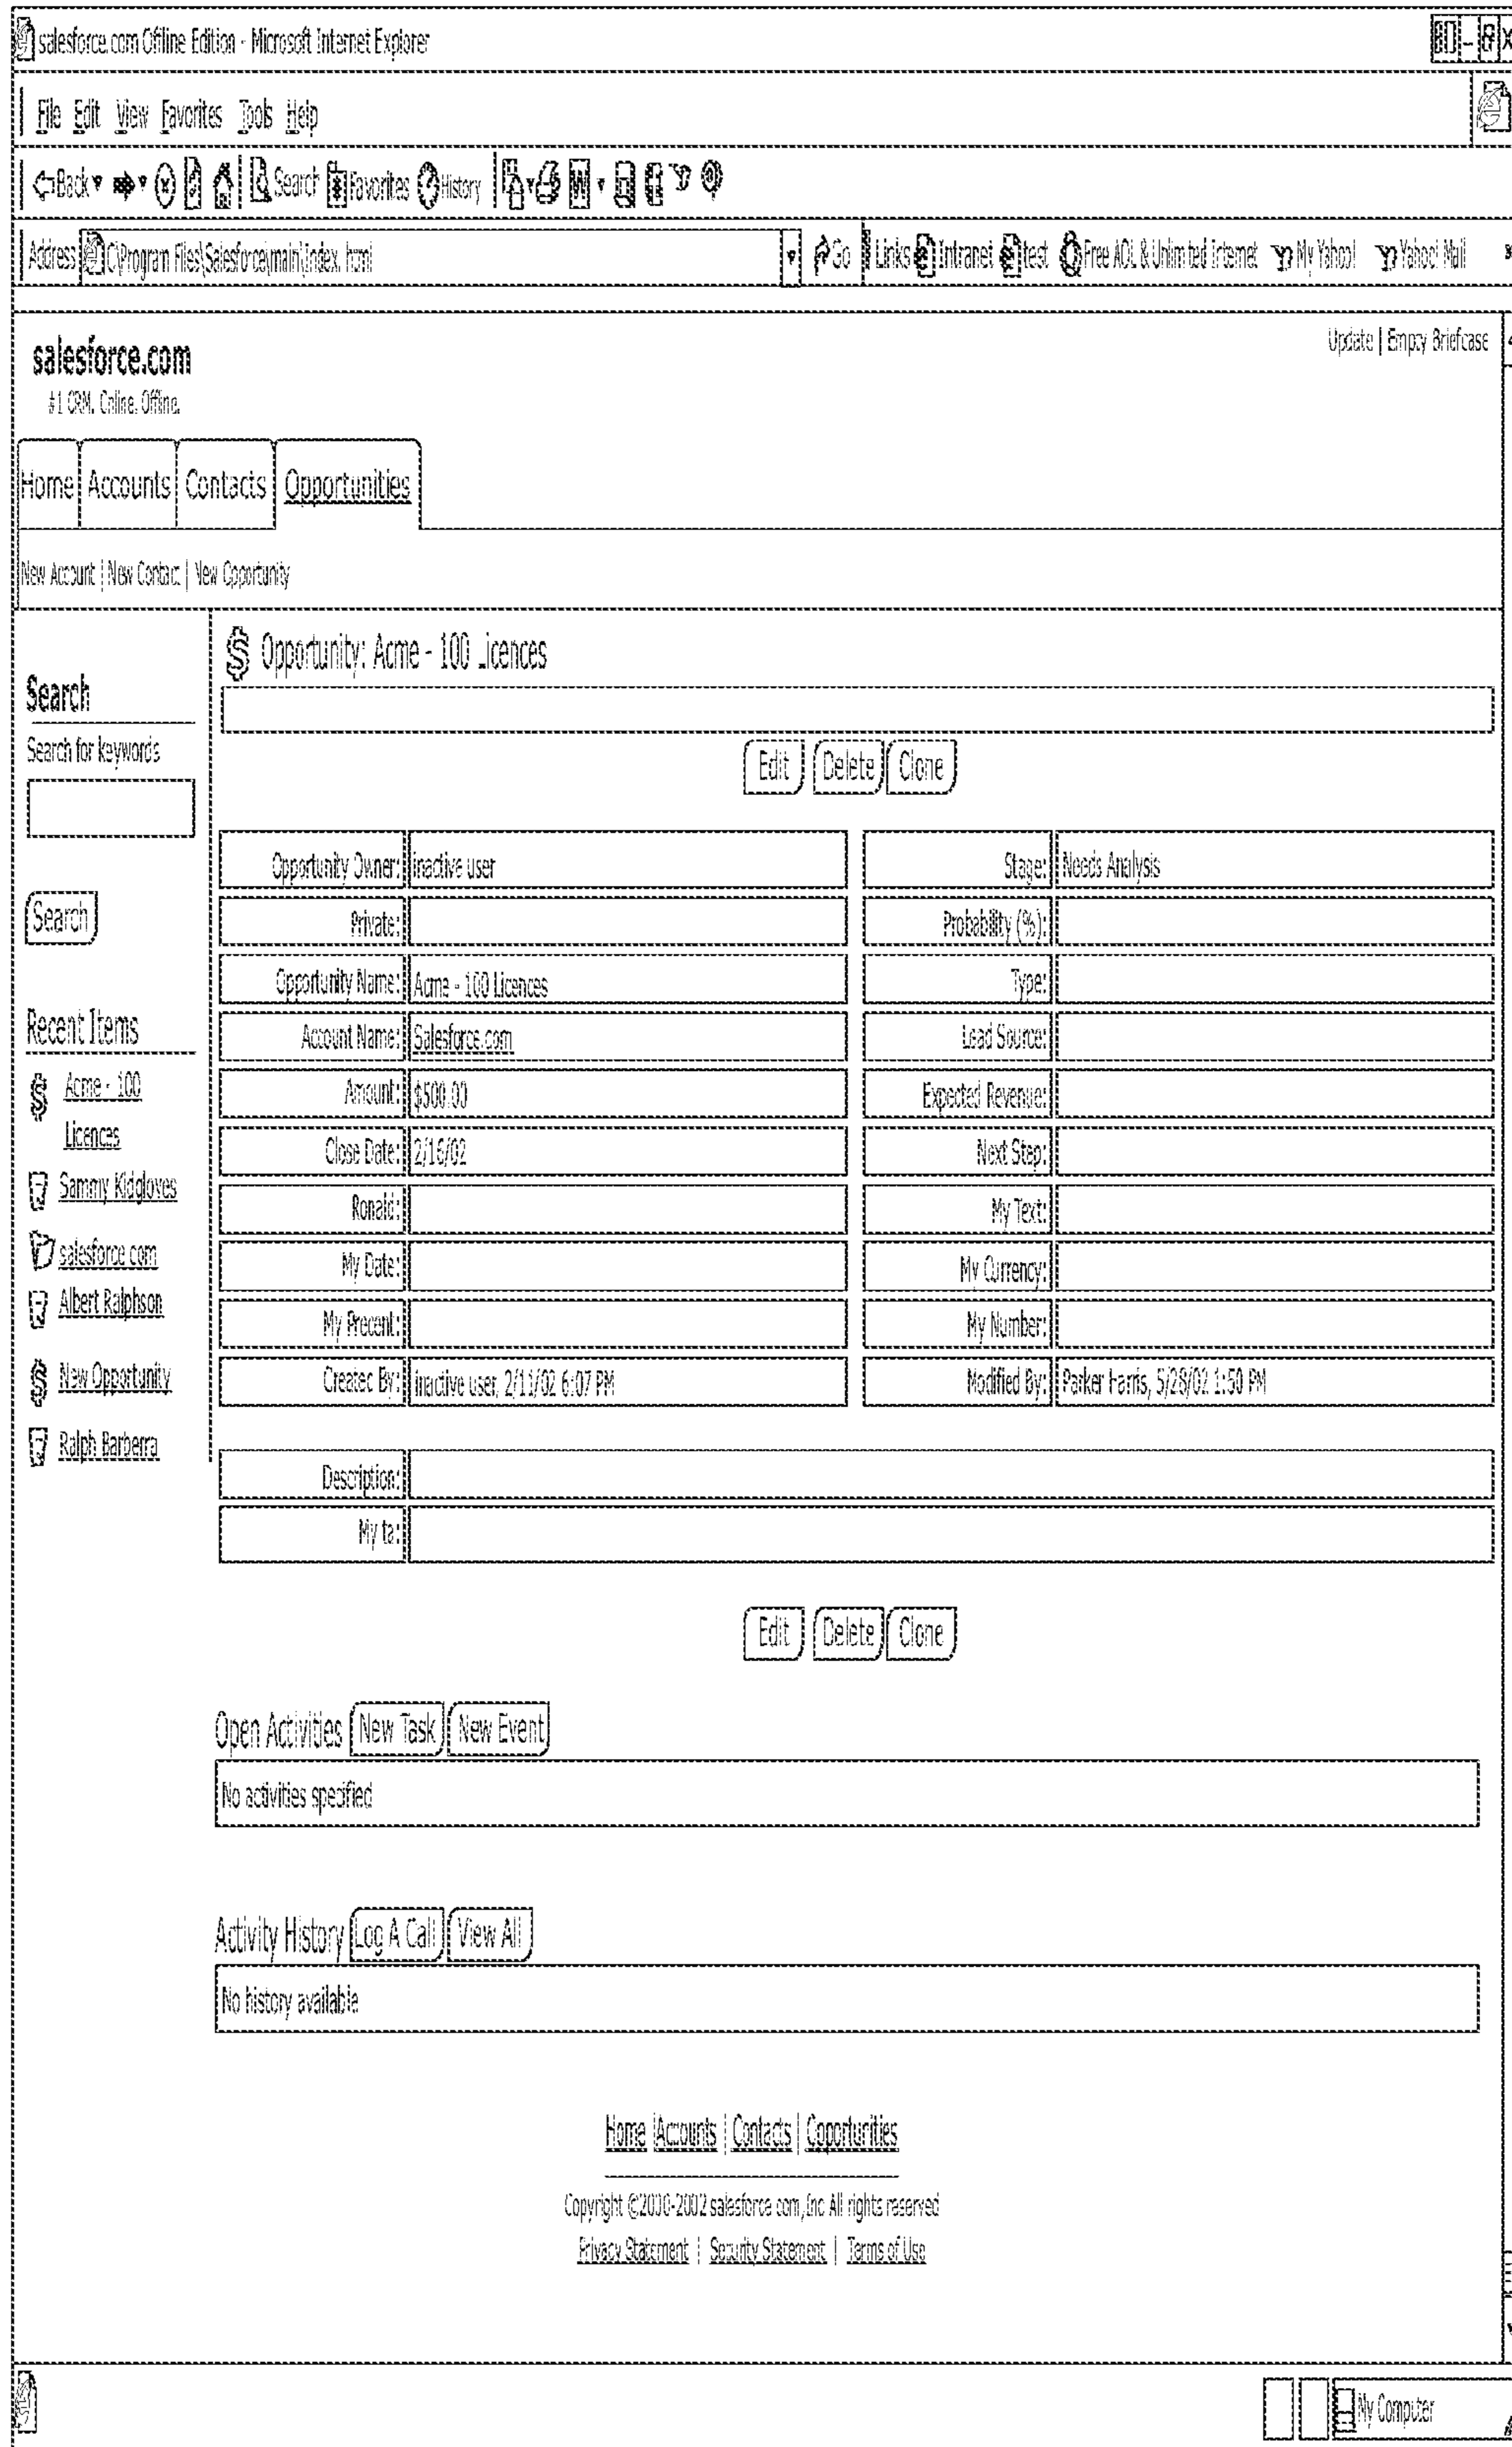 salesforce.com Offline Edition - Microsoft Internet Explorer
File Edit View Favorites Tools Help
Back Search Favorites History
Address C:\Program Files\Salesforce\main\index.html Go Links Intranet test Free AOL & Unlimited Internet My Yahoo! Yahoo! Mail
salesforce.com
Update | Empty Briefcase
#1 CRM. Online. Offline.
Home Accounts Contacts Opportunities
New Account | New Contact | New Opportunity
Opportunity: Acme - 100 Licences
Search
Search for keywords
Edit Delete Clone
Opportunity Owner: inactive user Stage: Needs Analysis
Search
Private: Probability (%):
Opportunity Name: Acme - 100 Licences Type:
Recent Items
Account Name: Salesforce.com Lead Source:
Acme - 100
Licences
Amount: $500.00 Expected Revenue:
Close Date: 2/16/02 Next Step:
Sammy Kidgloves
Ronald: My Text:
salesforce.com
My Date: My Currency:
Albert Ralphson
My Precent: My Number:
New Opportunity
Created By: inactive user, 2/11/02 6:07 PM Modified By: Parker Harris, 5/28/02 1:50 PM
Ralph Barberra
Description:
My ta:
Edit Delete Clone
Open Activities New Task New Event
No activities specified
Activity History Log A Call View All
No history available
Home | Accounts | Contacts | Opportunities
Copyright ©2000-2002 salesforce.com, Inc All rights reserved
Privacy Statement | Security Statement | Terms of Use
My Computer